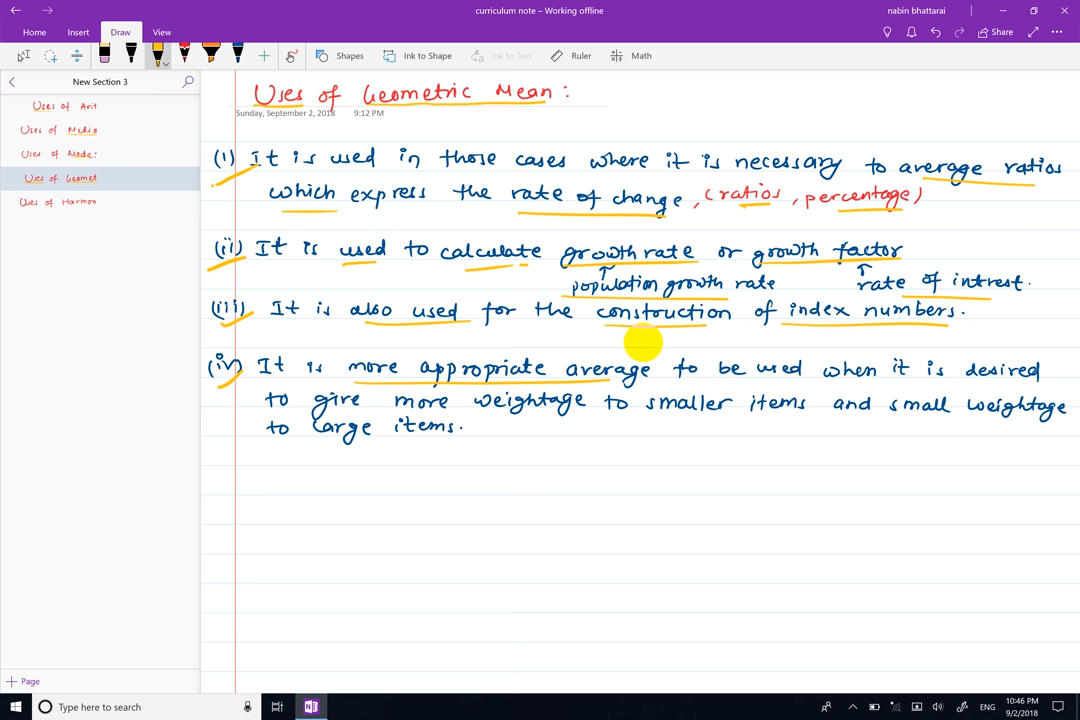 curriculum note – Working offline
nabin bhattarai
Home Insert Draw View
Share
Shapes Ink to Shape Ink to Text Ruler Math
New Section 3
Uses of Arit
Uses of Media
Uses of Mode:
Uses of Geomet
Uses of Harmon
Uses of Geometric Mean:
Sunday, September 2, 2018 9:12 PM
(i) It is used in those cases where it is necessary to average ratios
which express the rate of change, (ratios, percentage)
(ii) It is used to calculate growth rate or growth factor
population growth rate rate of intrest.
(iii) It is also used for the construction of index numbers.
(iv) It is more appropriate average to be used when it is desired
to give more weightage to smaller items and small weightage
to large items.
+ Page
Type here to search
ENG
10:46 PM
9/2/2018